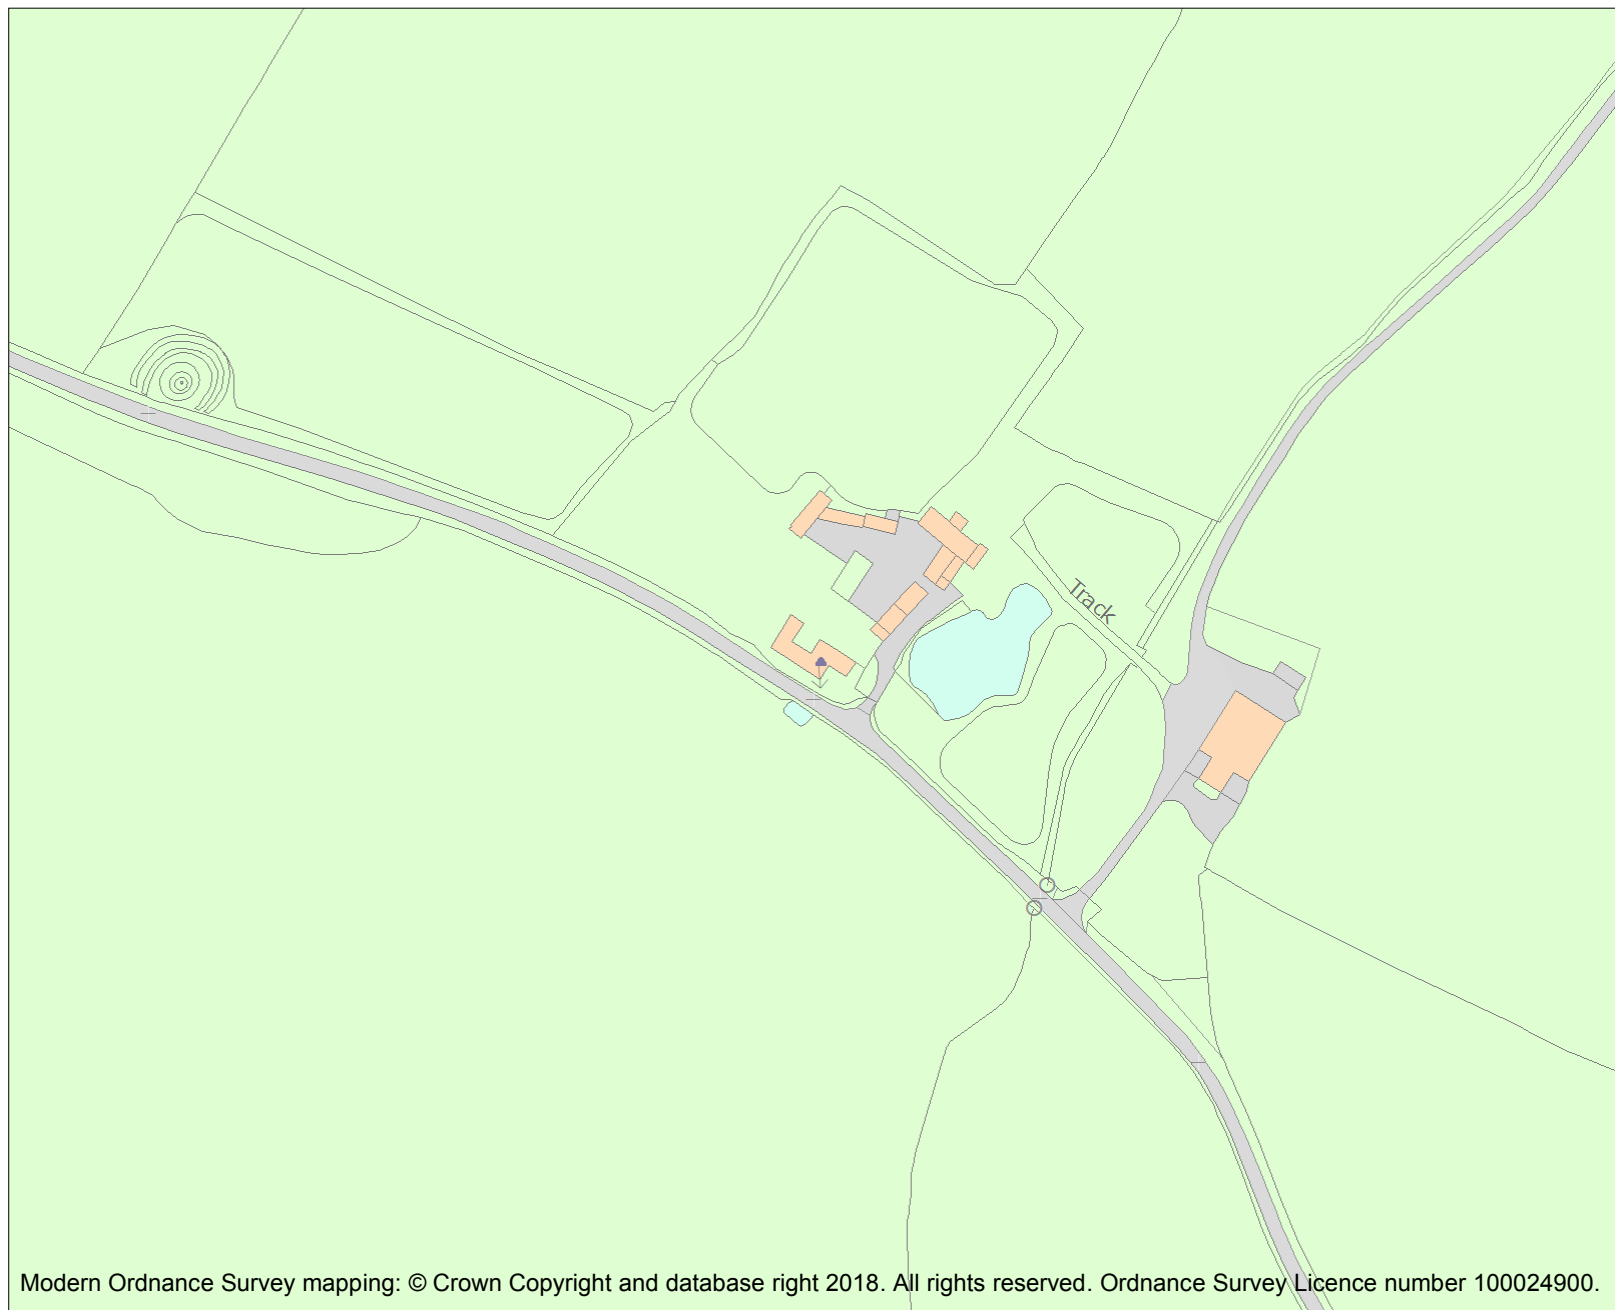 Track
Modern Ordnance Survey mapping: © Crown Copyright and database right 2018. All rights reserved. Ordnance Survey Licence number 100024900.